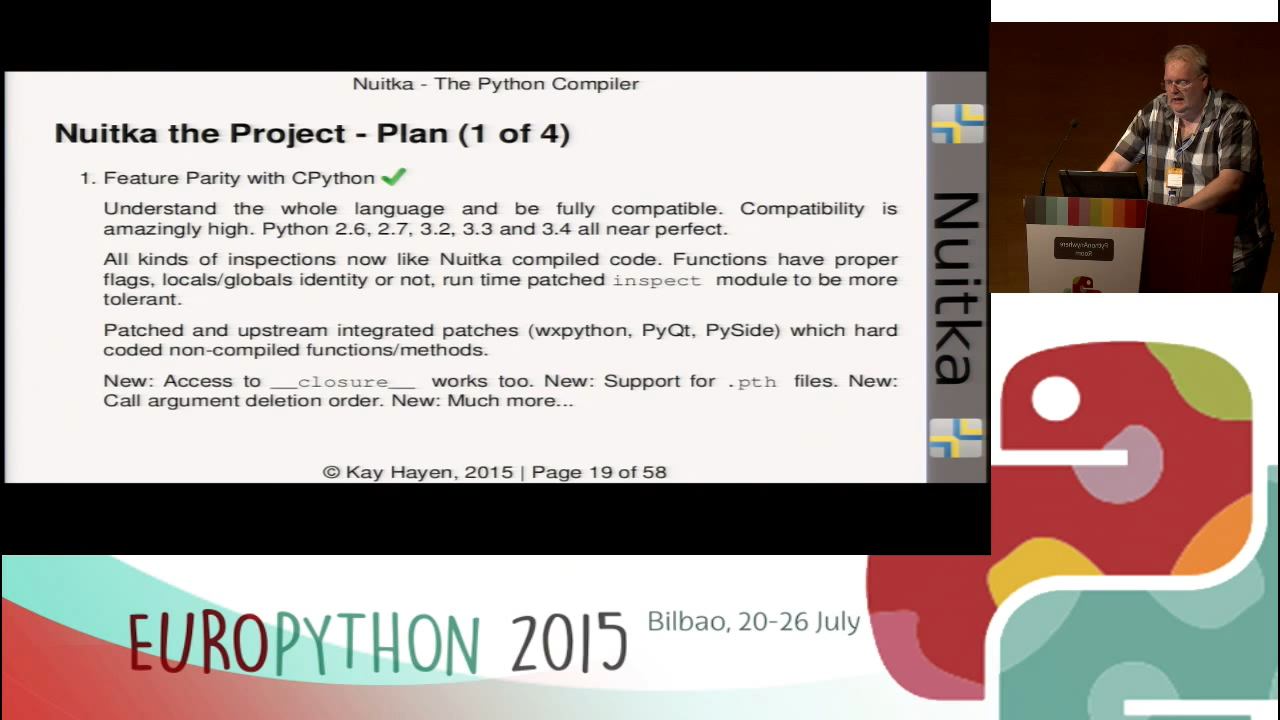 Nuitka - The Python Compiler
Nuitka the Project - Plan (1 of 4)
1. Feature Parity with CPython
Understand the whole language and be fully compatible. Compatibility is
amazingly high. Python 2.6, 2.7, 3.2, 3.3 and 3.4 all near perfect.
All kinds of inspections now like Nuitka compiled code. Functions have proper
flags, locals/globals identity or not, run time patched inspect module to be more
tolerant.
Patched and upstream integrated patches (wxpython, PyQt, PySide) which hard
coded non-compiled functions/methods.
New: Access to __closure__ works too. New: Support for .pth files. New:
Call argument deletion order. New: Much more...
© Kay Hayen, 2015 | Page 19 of 58
Nuitka
PythonAnywhere
Room
EUROPYTHON 2015
Bilbao, 20-26 July